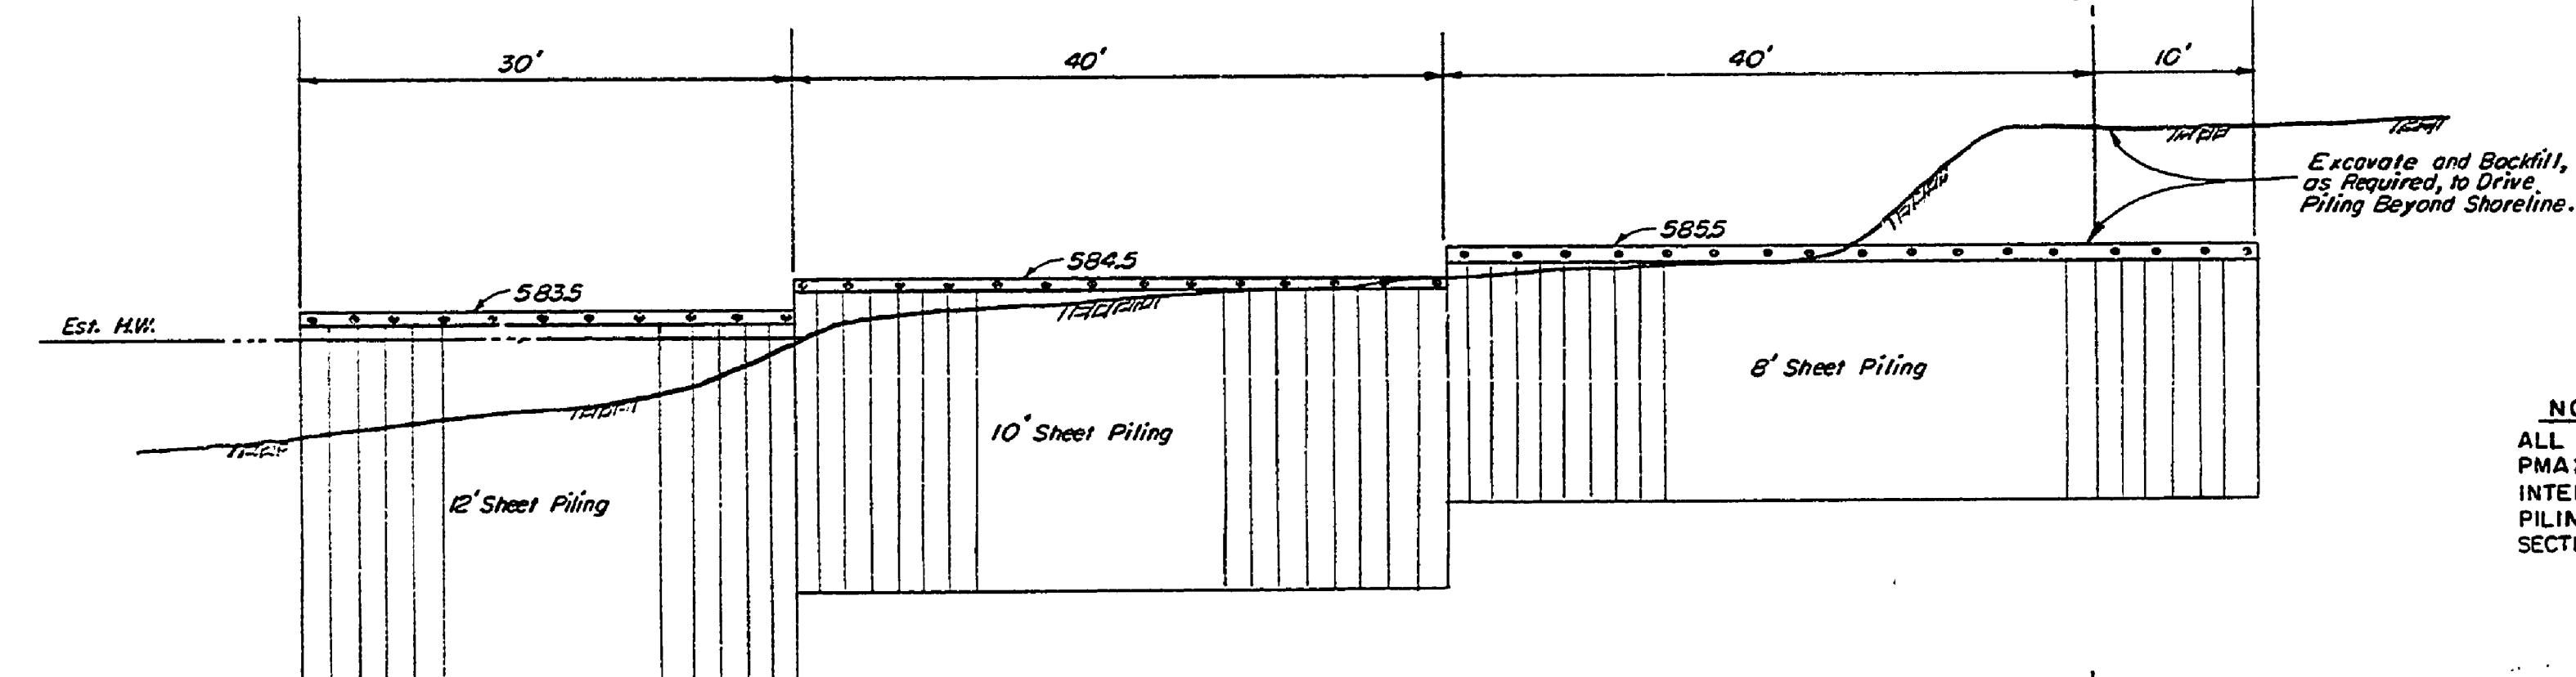 30'
40'
40'
10'
Excavate and Backfill,
as Required, to Drive
Piling Beyond Shoreline.
585.5
584.5
583.5
Est. H.W.
8' Sheet Piling
10' Sheet Piling
12' Sheet Piling
ALL